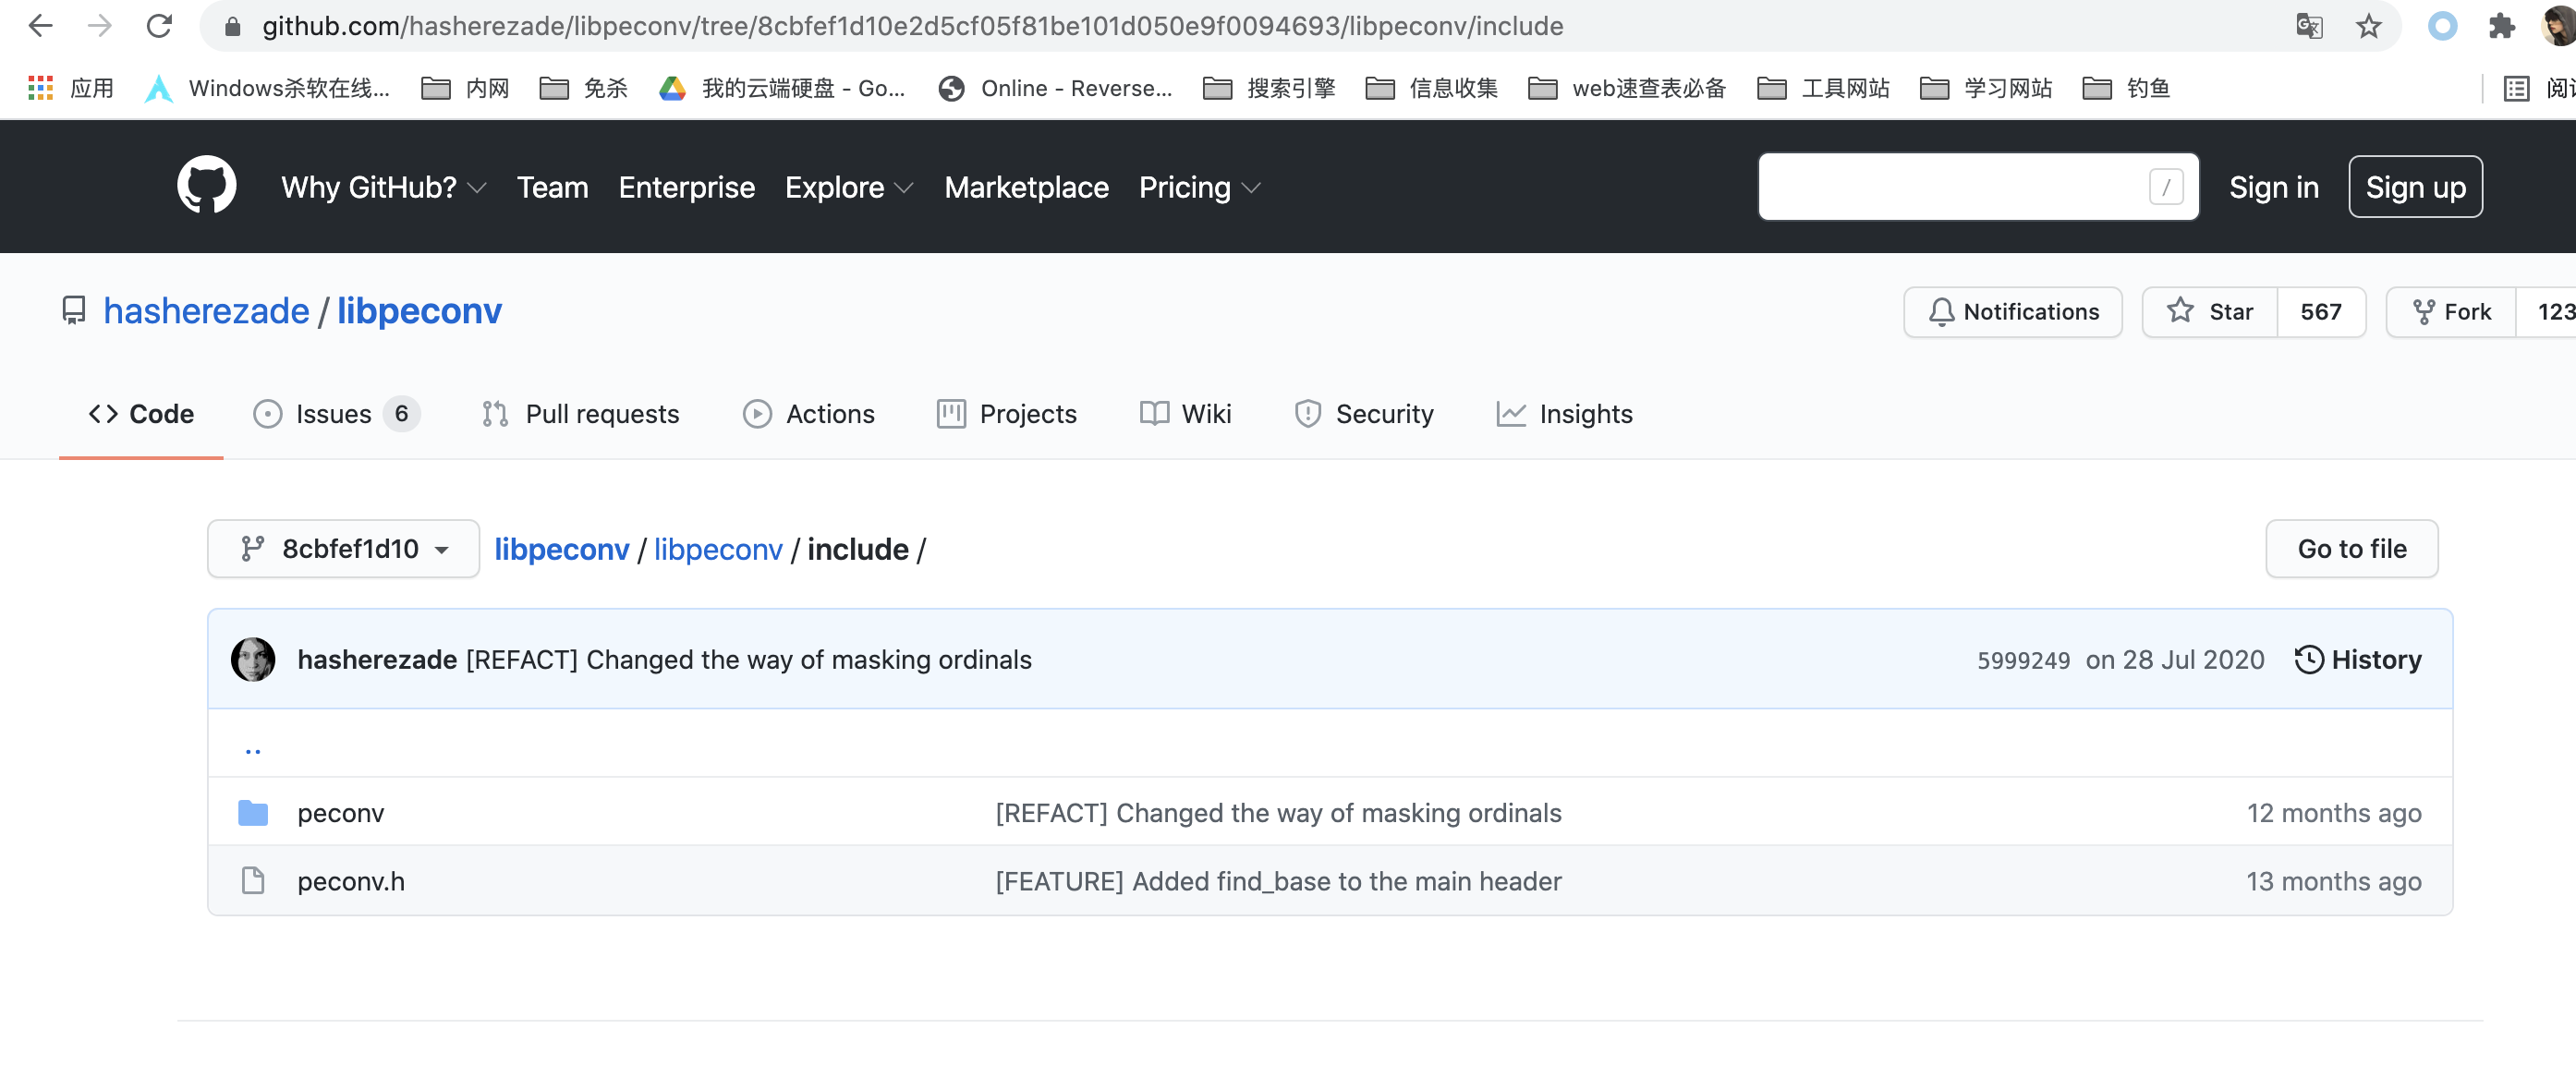 github.com/hasherezade/libpeconv/tree/8cbfef1d10e2d5cf05f81be101d050e9f0094693/libpeconv/include
应用 Windows杀软在线... 内网 免杀 我的云端硬盘 - Go... Online - Reverse... 搜索引擎 信息收集 web速查表必备 工具网站 学习网站 钓鱼
Why GitHub? Team Enterprise Explore Marketplace Pricing / Sign in Sign up
hasherezade / libpeconv Notifications Star 567 Fork 123
Code Issues 6 Pull requests Actions Projects Wiki Security Insights
8cbfef1d10 libpeconv / libpeconv / include / Go to file
hasherezade [REFACT] Changed the way of masking ordinals 5999249 on 28 Jul 2020 History
..
peconv [REFACT] Changed the way of masking ordinals 12 months ago
peconv.h [FEATURE] Added find_base to the main header 13 months ago